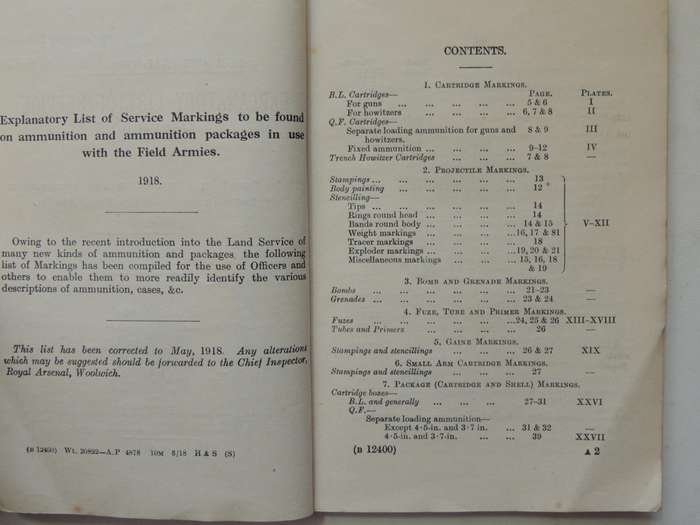 Explanatory List of Service Markings to be found
on ammunition and ammunition packages in use
with the Field Armies.
1918.
Owing to the recent introduction into the Land Service of
many new kinds of ammunition and packages, the following
list of Markings has been compiled for the use of Officers and
others to enable them to more readily identify the various
descriptions of ammunition, cases, &c.
This list has been corrected to May, 1918. Any alterations
which may be suggested should be forwarded to the Chief Inspector,
Royal Arsenal, Woolwich.
(B 12400) Wt. 20822—A.P 4878 10M 5/18 H & S (S)
CONTENTS.
1. Cartridge Markings.
B.L. Cartridges— Page. Plates.
For guns ... ... ... ... ... 5 & 6 I
For howitzers ... ... ... ... 6, 7 & 8 II
Q.F. Cartridges—
Separate loading ammunition for guns and 8 & 9 III
howitzers.
Fixed ammunition ... ... ... ... 9–12 IV
Trench Howitzer Cartridges ... ... ... 7 & 8 —
2. Projectile Markings.
Stampings ... ... ... ... ... ... 13
Body painting ... ... ... ... ... 12
Stencilling—
Tips ... ... ... ... ... ... 14
Rings round head ... ... ... ... 14
Bands round body ... ... ... ... 14 & 15 V–XII
Weight markings ... ... ... ... 16, 17 & 81
Tracer markings ... ... ... ... 18
Exploder markings ... ... ... ... 19, 20 & 21
Miscellaneous markings ... ... ... 15, 16, 18
& 19
3. Bomb and Grenade Markings.
Bombs ... ... ... ... ... ... 21–23 —
Grenades ... ... ... ... ... ... 23 & 24 —
4. Fuze, Tube and Primer Markings.
Fuzes ... ... ... ... ... ... 24, 25 & 26 XIII–XVIII
Tubes and Primers ... ... ... ... 26 —
5. Gaine Markings.
Stampings and stencillings ... ... ... 26 & 27 XIX
6. Small Arm Cartridge Markings.
Stampings and stencillings ... ... ... 27 —
7. Package (Cartridge and Shell) Markings.
Cartridge boxes—
B.L. and generally ... ... ... 27–31 XXVI
Q.F.—
Separate loading ammunition—
Except 4·5-in. and 3·7 in. ... 31 & 32 —
4·5-in. and 3·7-in. ... ... 39 XXVII
(B 12400) A 2